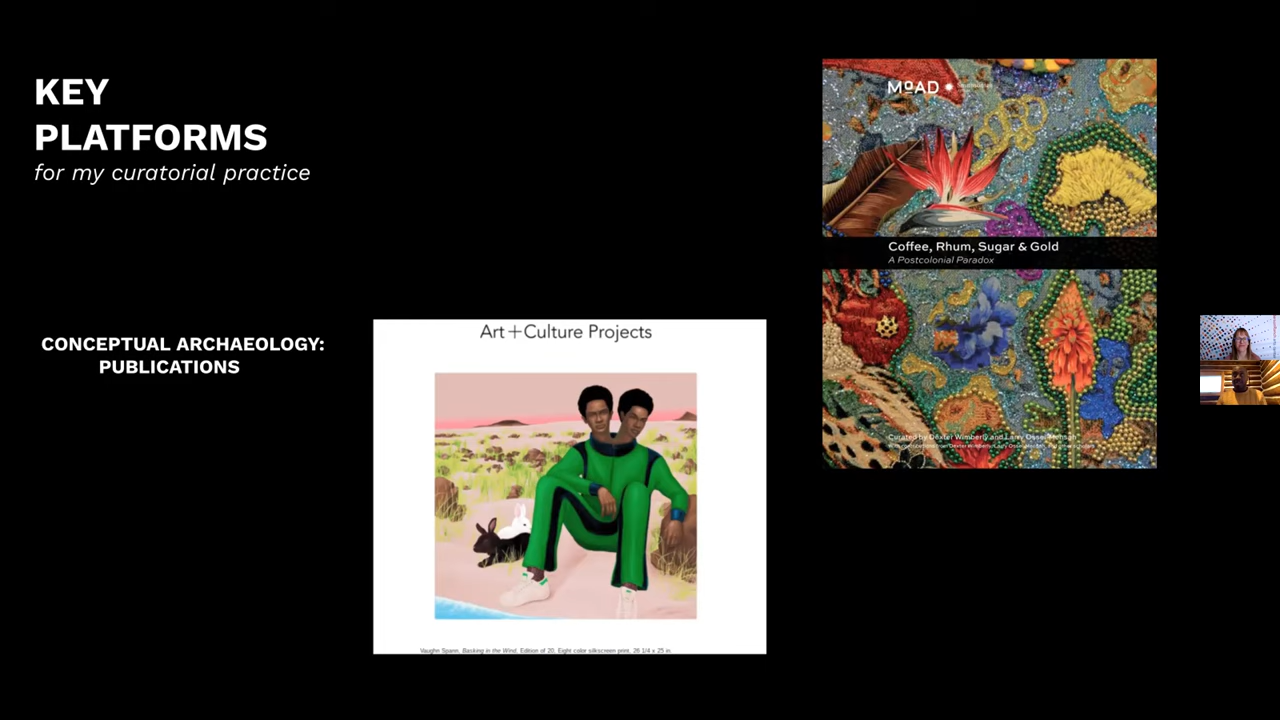 KEY
PLATFORMS
for my curatorial practice
CONCEPTUAL ARCHAEOLOGY:
PUBLICATIONS
Art+Culture Projects
Vaughn Spann, Basking in the Wind, Edition of 20, Eight color silkscreen print, 26 1/4 x 25 in.
MoAD
Coffee, Rhum, Sugar & Gold
A Postcolonial Paradox
Curated by Dexter Wimberly and Larry Ossei-Mensah